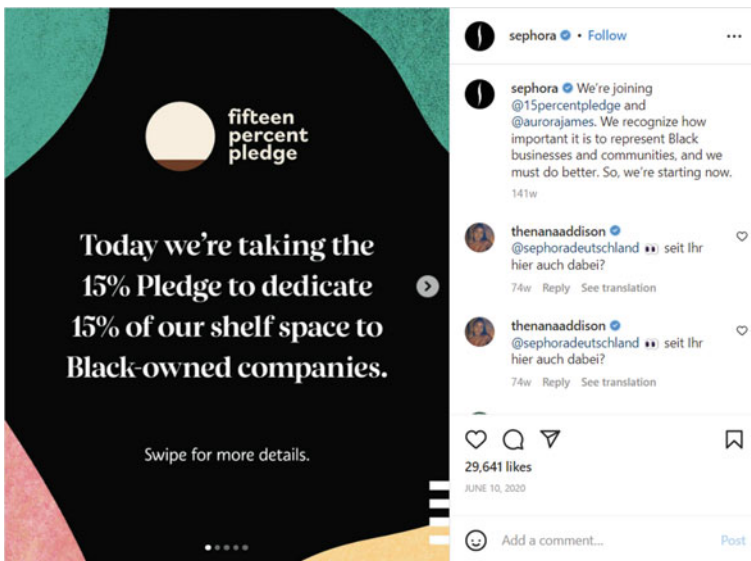 fifteen
percent
pledge
Today we're taking the
15% Pledge to dedicate
15% of our shelf space to
Black-owned companies.
Swipe for more details.
sephora • Follow
sephora We're joining
@15percentpledge and
@aurorajames. We recognize how
important it is to represent Black
businesses and communities, and we
must do better. So, we're starting now.
141w
thenanaaddison
@sephoradeutschland 👀 seit Ihr
hier auch dabei?
74w Reply See translation
thenanaaddison
@sephoradeutschland 👀 seit Ihr
hier auch dabei?
74w Reply See translation
29,641 likes
JUNE 10, 2020
Add a comment...
Post